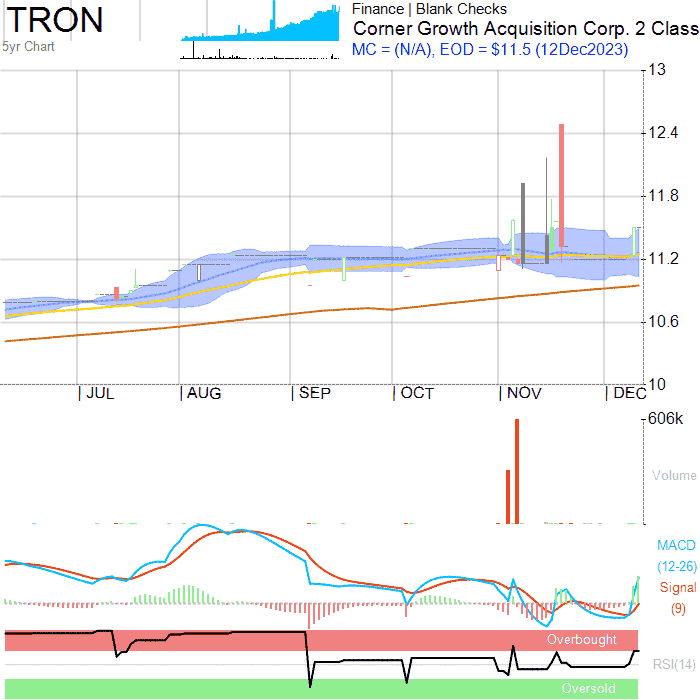 TRON
5yr Chart
Finance | Blank Checks
Corner Growth Acquisition Corp. 2 Class
MC = (N/A), EOD = $11.5 (12Dec2023)
13
12.4
11.8
11.2
10.6
10
| JUL | AUG | SEP | OCT | NOV | DEC
606k
Volume
MACD
(12-26)
Signal
(9)
Overbought
RSI(14)
Oversold